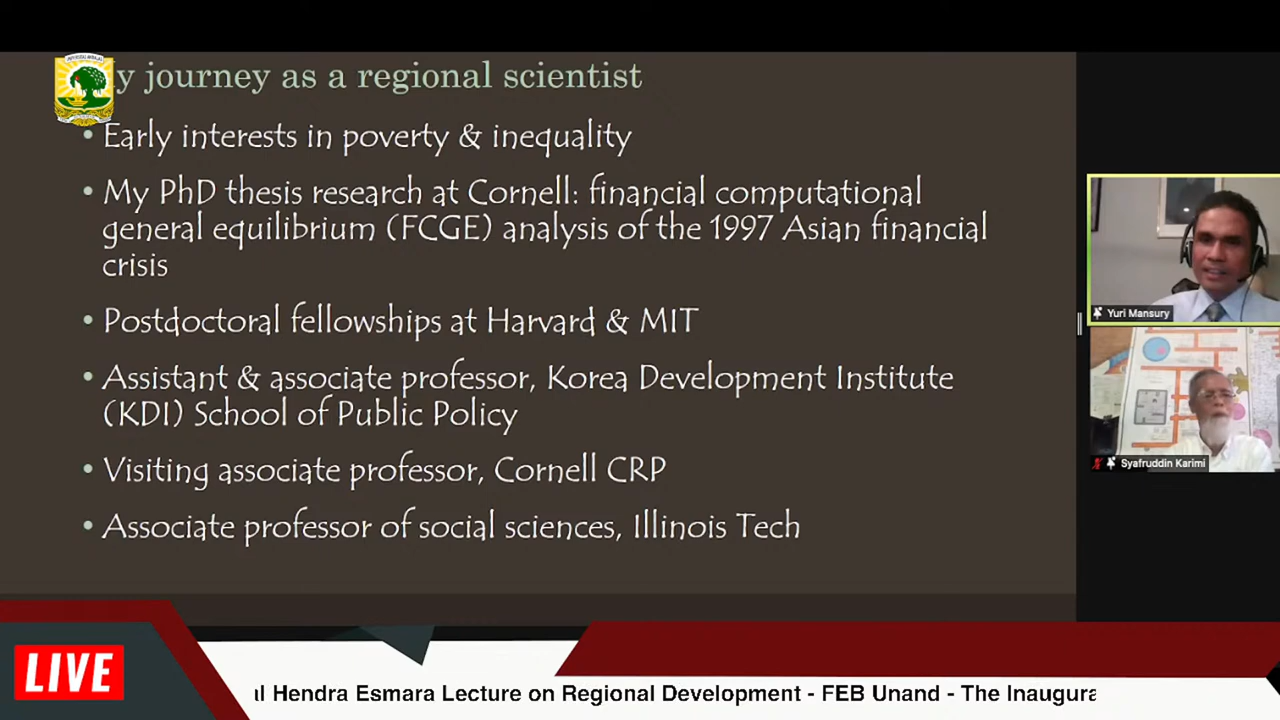 y journey as a regional scientist
• Early interests in poverty & inequality
• My PhD thesis research at Cornell: financial computational
general equilibrium (FCGE) analysis of the 1997 Asian financial
crisis
• Postdoctoral fellowships at Harvard & MIT
• Assistant & associate professor, Korea Development Institute
(KDI) School of Public Policy
• Visiting associate professor, Cornell CRP
• Associate professor of social sciences, Illinois Tech
Yuri Mansury
Syafruddin Karimi
LIVE
al Hendra Esmara Lecture on Regional Development - FEB Unand - The Inaugura